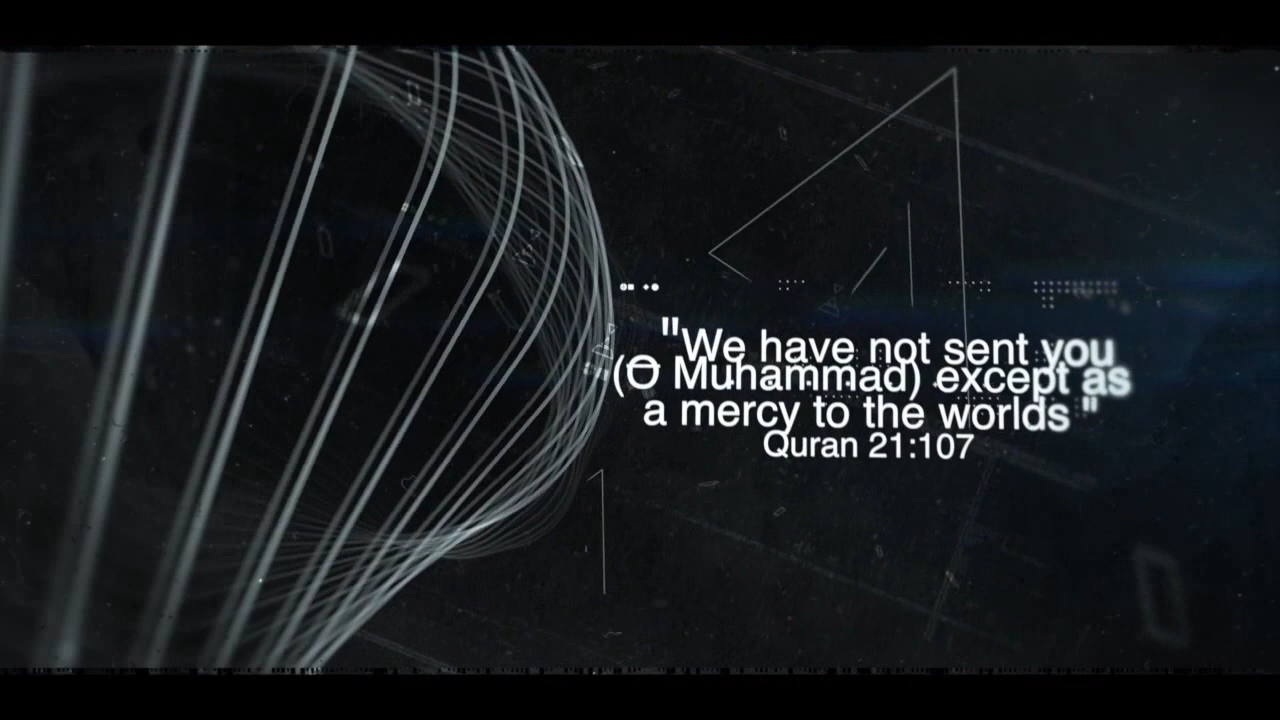 "We have not sent you
(O Muhammad) except as
a mercy to the worlds "
Quran 21:107